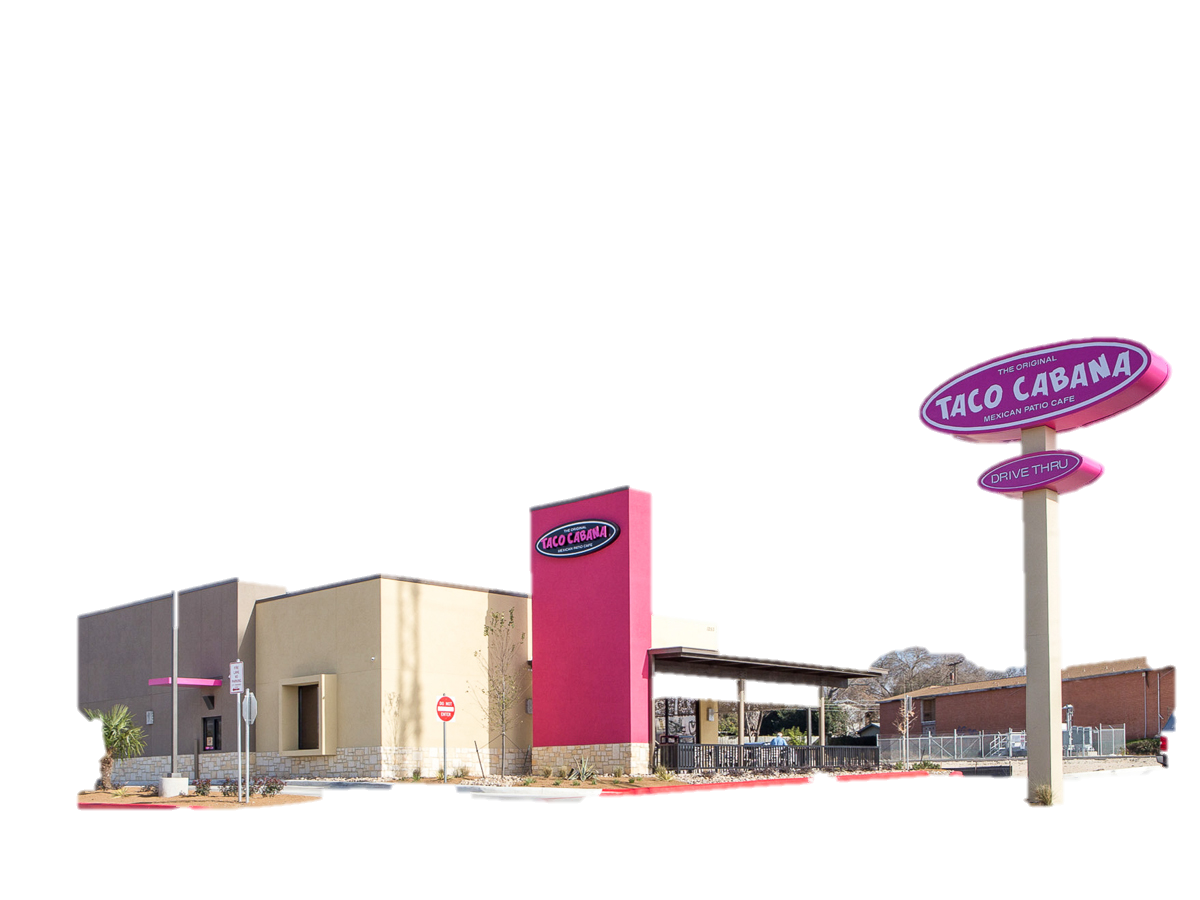 THE ORIGINAL
TACO CABANA
MEXICAN PATIO CAFE
DRIVE THRU
THE ORIGINAL
TACO CABANA
MEXICAN PATIO CAFE
DO NOT
ENTER